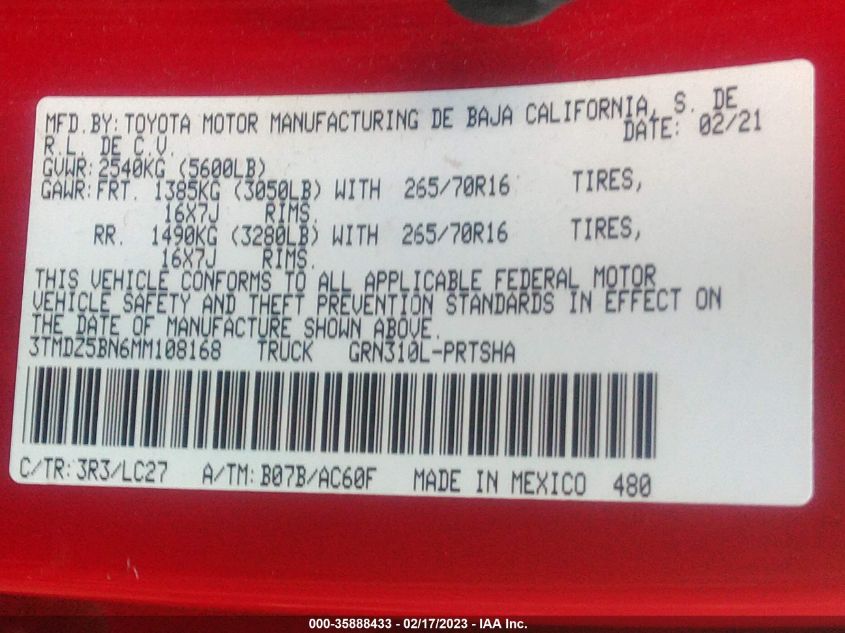 MFD.BY: TOYOTA MOTOR MANUFACTURING DE BAJA CALIFORNIA, S. DE
R.L. DE C.V. DATE: 02/21
GVWR: 2540KG (5600LB)
GAWR: FRT. 1385KG (3050LB) WITH 265/70R16 TIRES,
16X7J RIMS.
RR. 1490KG (3280LB) WITH 265/70R16 TIRES,
16X7J RIMS.
THIS VEHICLE CONFORMS TO ALL APPLICABLE FEDERAL MOTOR
VEHICLE SAFETY AND THEFT PREVENTION STANDARDS IN EFFECT ON
THE DATE OF MANUFACTURE SHOWN ABOVE.
3TMDZ5BN6MM108168 TRUCK GRN310L-PRTSHA
C/TR: 3R3/LC27 A/TM: B07B/AC60F MADE IN MEXICO 480
000-35888433 - 02/17/2023 - IAA Inc.